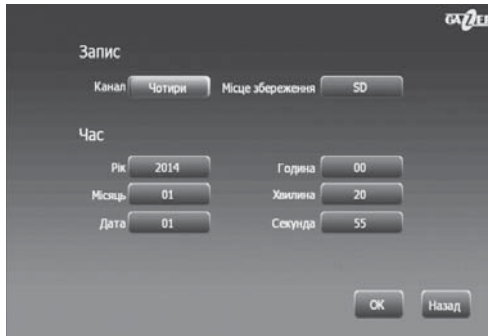 GAZER
Запис
Канал Чотири Місце збереження SD
Час
Рік 2014 Година 00
Місяць 01 Хвилина 20
Дата 01 Секунда 55
OK Назад